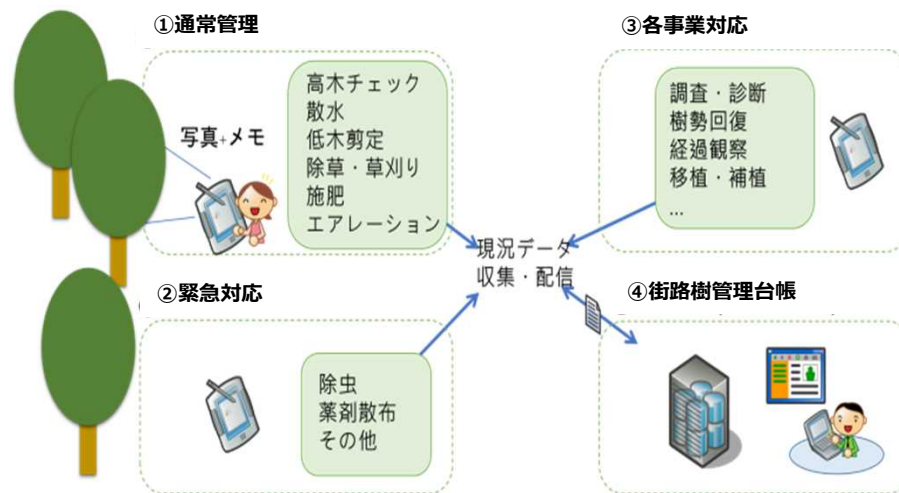 ①通常管理
写真+メモ
高木チェック
散水
低木剪定
除草・草刈り
施肥
エアレーション
③各事業対応
調査・診断
樹勢回復
経過観察
移植・補植
...
現況データ
収集・配信
②緊急対応
除虫
薬剤散布
その他
④街路樹管理台帳